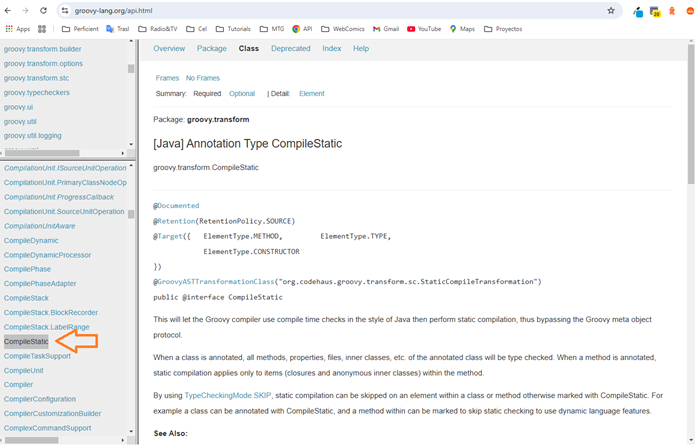 groovy-lang.org/api.html
Apps
Perficient
Trasl
Radio&TV
Cel
Tutorials
MTG
API
WebComics
Gmail
YouTube
Maps
Proyectos
20
groovy.transform.builder
groovy.transform.options
groovy.transform.stc
groovy.typecheckers
groovy.ui
groovy.util
groovy.util.logging
CompilationUnit.ISourceUnitOperation
CompilationUnit.PrimaryClassNodeOp
CompilationUnit.ProgressCallback
CompilationUnit.SourceUnitOperation
CompilationUnitAware
CompileDynamic
CompileDynamicProcessor
CompilePhase
CompilePhaseAdapter
CompileStack
CompileStack.BlockRecorder
CompileStack.LabelRange
CompileStatic
CompileTaskSupport
CompileUnit
Compiler
CompilerConfiguration
CompilerCustomizationBuilder
ComplexCommandSupport
Overview Package Class Deprecated Index Help
Frames No Frames
Summary: Required Optional | Detail: Element
Package: groovy.transform
[Java] Annotation Type CompileStatic
groovy.transform.CompileStatic
@Documented
@Retention(RetentionPolicy.SOURCE)
@Target({ ElementType.METHOD, ElementType.TYPE,
ElementType.CONSTRUCTOR
})
@GroovyASTTransformationClass("org.codehaus.groovy.transform.sc.StaticCompileTransformation")
public @interface CompileStatic
This will let the Groovy compiler use compile time checks in the style of Java then perform static compilation, thus bypassing the Groovy meta object
protocol.
When a class is annotated, all methods, properties, files, inner classes, etc. of the annotated class will be type checked. When a method is annotated,
static compilation applies only to items (closures and anonymous inner classes) within the method.
By using TypeCheckingMode.SKIP, static compilation can be skipped on an element within a class or method otherwise marked with CompileStatic. For
example a class can be annotated with CompileStatic, and a method within can be marked to skip static checking to use dynamic language features.
See Also: